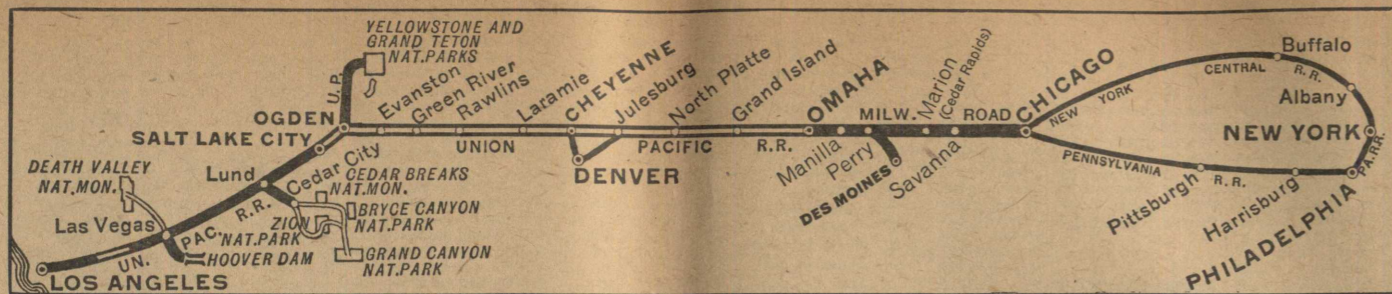 YELLOWSTONE AND
GRAND TETON
NAT. PARKS
U.P.
OGDEN
SALT LAKE CITY
Evanston
Green River
Rawlins
Laramie
CHEYENNE
Julesburg
North Platte
Grand Island
OMAHA
UNION PACIFIC R.R.
DENVER
Manilla
Perry
DES MOINES
MILW. ROAD
Marion
(Cedar Rapids)
Savanna
CHICAGO
NEW YORK CENTRAL R.R.
Buffalo
Albany
NEW YORK
PA.R.R.
PENNSYLVANIA R.R.
Pittsburgh
Harrisburg
PHILADELPHIA
DEATH VALLEY
NAT. MON.
Lund
Cedar City
CEDAR BREAKS
NAT. MON.
BRYCE CANYON
NAT. PARK
ZION
NAT. PARK
GRAND CANYON
NAT. PARK
Las Vegas
HOOVER DAM
UN. PAC. R.R.
LOS ANGELES